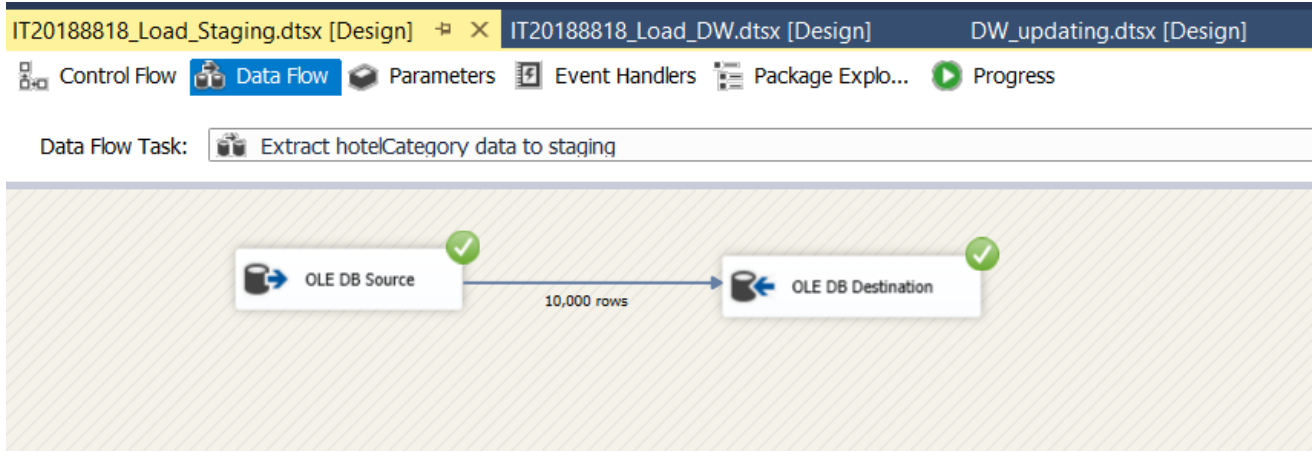 IT20188818_Load_Staging.dtsx [Design] IT20188818_Load_DW.dtsx [Design] DW_updating.dtsx [Design]
Control Flow Data Flow Parameters Event Handlers Package Explo... Progress
Data Flow Task: Extract hotelCategory data to staging
OLE DB Source OLE DB Destination
10,000 rows